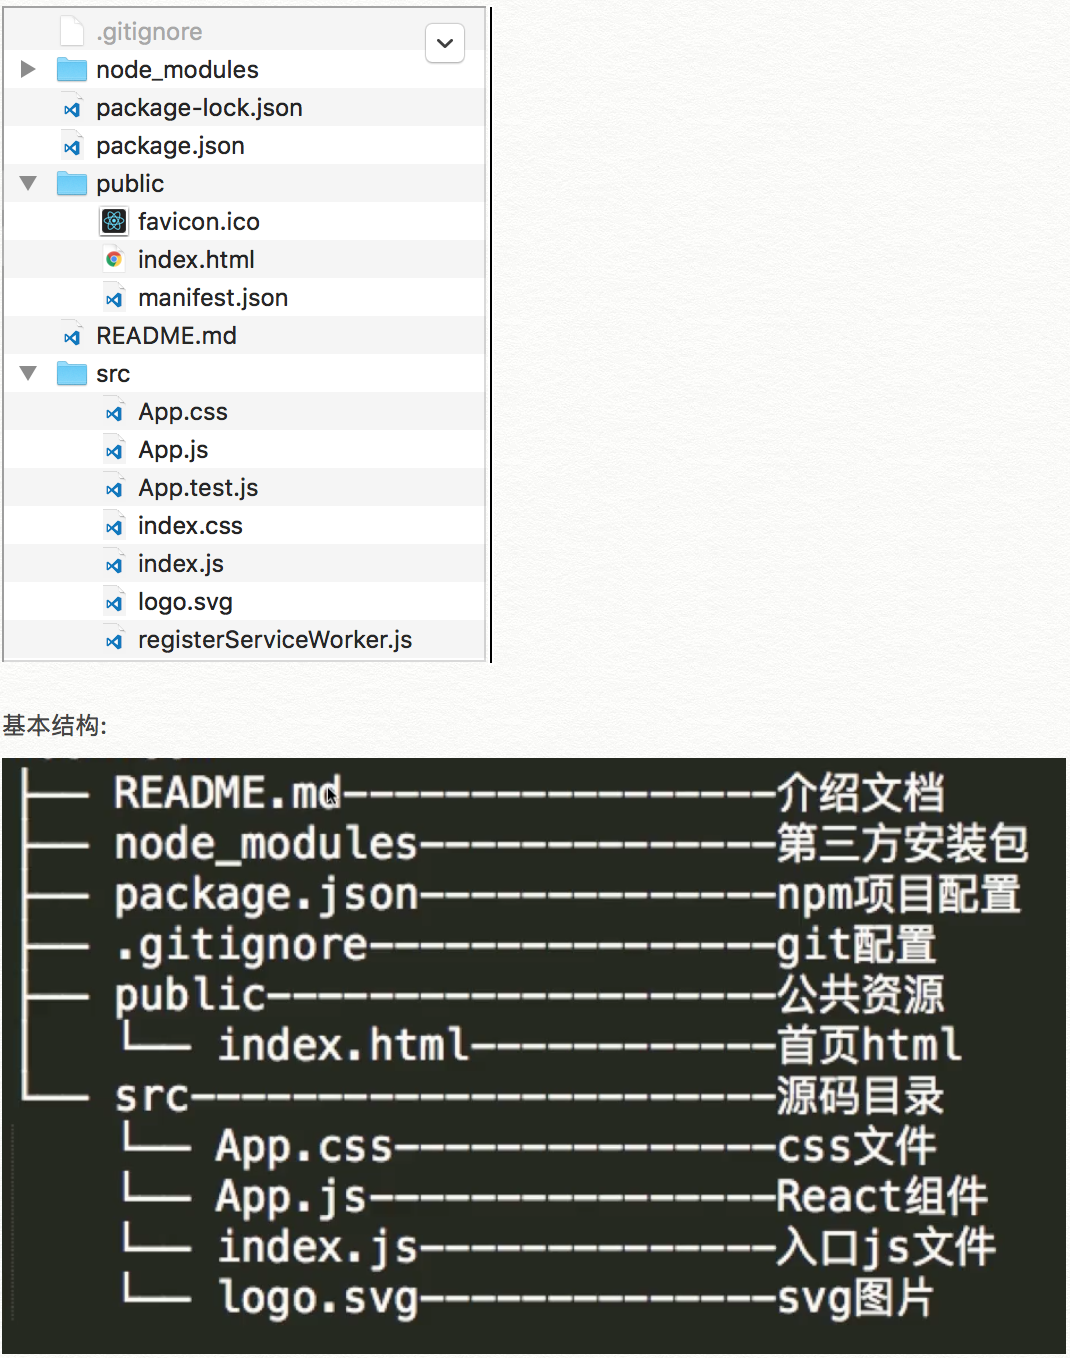 .gitignore
node_modules
package-lock.json
package.json
public
favicon.ico
index.html
manifest.json
README.md
src
App.css
App.js
App.test.js
index.css
index.js
logo.svg
registerServiceWorker.js
基本结构:
├── README.md-----------------介绍文档
├── node_modules--------------第三方安装包
├── package.json--------------npm项目配置
├── .gitignore----------------git配置
├── public--------------------公共资源
│   └── index.html------------首页html
└── src-----------------------源码目录
    └── App.css---------------css文件
    └── App.js----------------React组件
    └── index.js--------------入口js文件
    └── logo.svg--------------svg图片